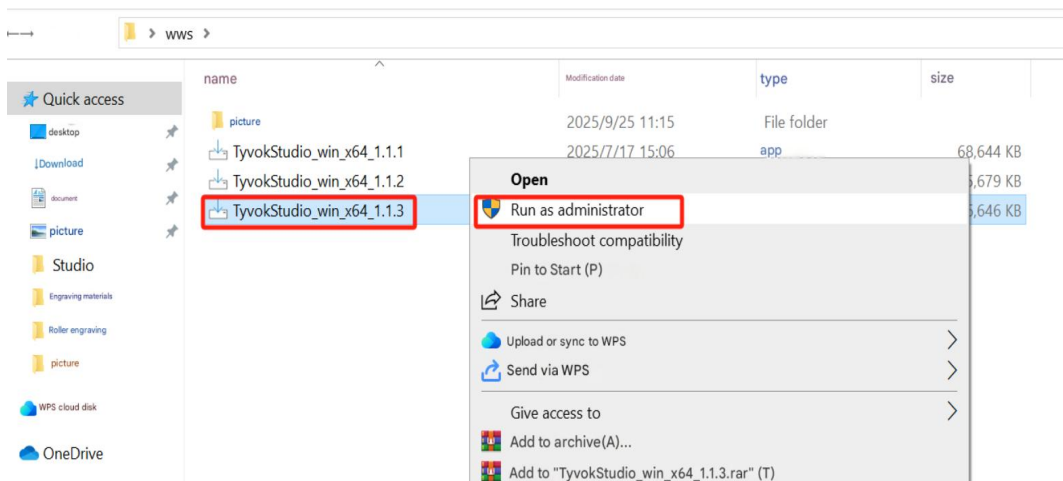 wws
name
Modification date
type
size
Quick access
desktop
Download
document
picture
Studio
Engraving materials
Roller engraving
picture
WPS cloud disk
OneDrive
picture
2025/9/25 11:15
File folder
TyvokStudio_win_x64_1.1.1
2025/7/17 15:06
app
68,644 KB
TyvokStudio_win_x64_1.1.2
,679 KB
TyvokStudio_win_x64_1.1.3
,646 KB
Open
Run as administrator
Troubleshoot compatibility
Pin to Start (P)
Share
Upload or sync to WPS
Send via WPS
Give access to
Add to archive(A)...
Add to "TyvokStudio_win_x64_1.1.3.rar" (T)